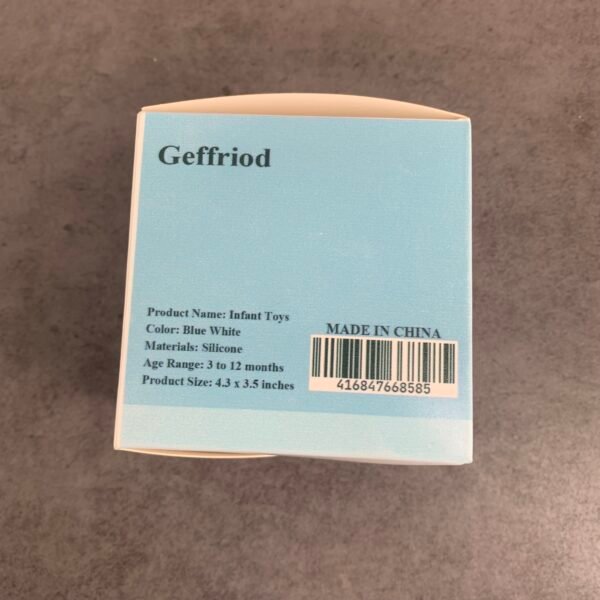 Geffriod
Product Name: Infant Toys
Color: Blue White
Materials: Silicone
Age Range: 3 to 12 months
Product Size: 4.3 x 3.5 inches
MADE IN CHINA
416847668585